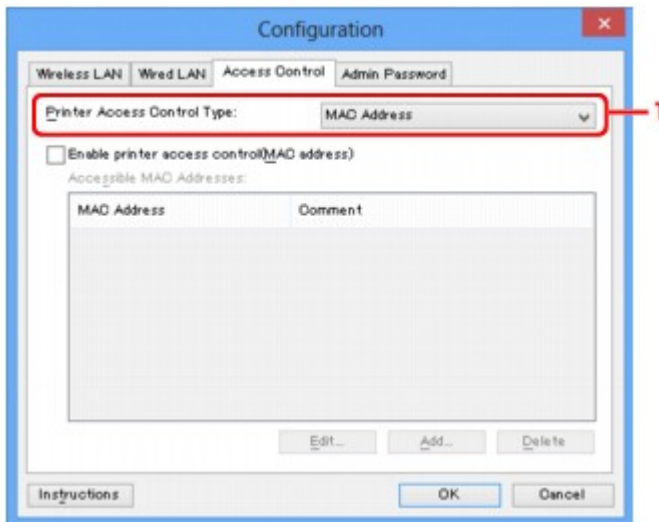 Configuration
Wireless LAN Wired LAN Access Control Admin Password
Printer Access Control Type: MAC Address
1
Enable printer access control(MAC address)
Accessible MAC Addresses:
MAC Address Comment
Edit... Add... Delete
Instructions OK Cancel